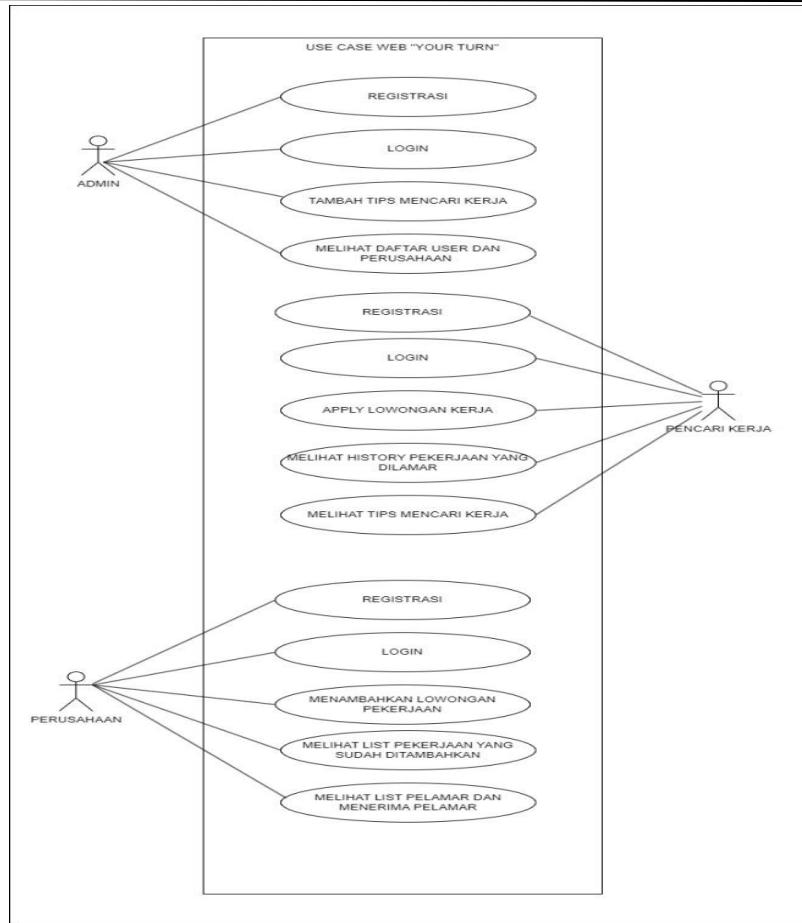 USE CASE WEB "YOUR TURN"
REGISTRASI
LOGIN
ADMIN
TAMBAH TIPS MENCARI KERJA
MELIHAT DAFTAR USER DAN
PERUSAHAAN
REGISTRASI
LOGIN
APPLY LOWONGAN KERJA
PENCARI KERJA
MELIHAT HISTORY PEKERJAAN YANG
DILAMAR
MELIHAT TIPS MENCARI KERJA
REGISTRASI
LOGIN
MENAMBAHKAN LOWONGAN
PEKERJAAN
PERUSAHAAN
MELIHAT LIST PEKERJAAN YANG
SUDAH DITAMBAHKAN
MELIHAT LIST PELAMAR DAN
MENERIMA PELAMAR